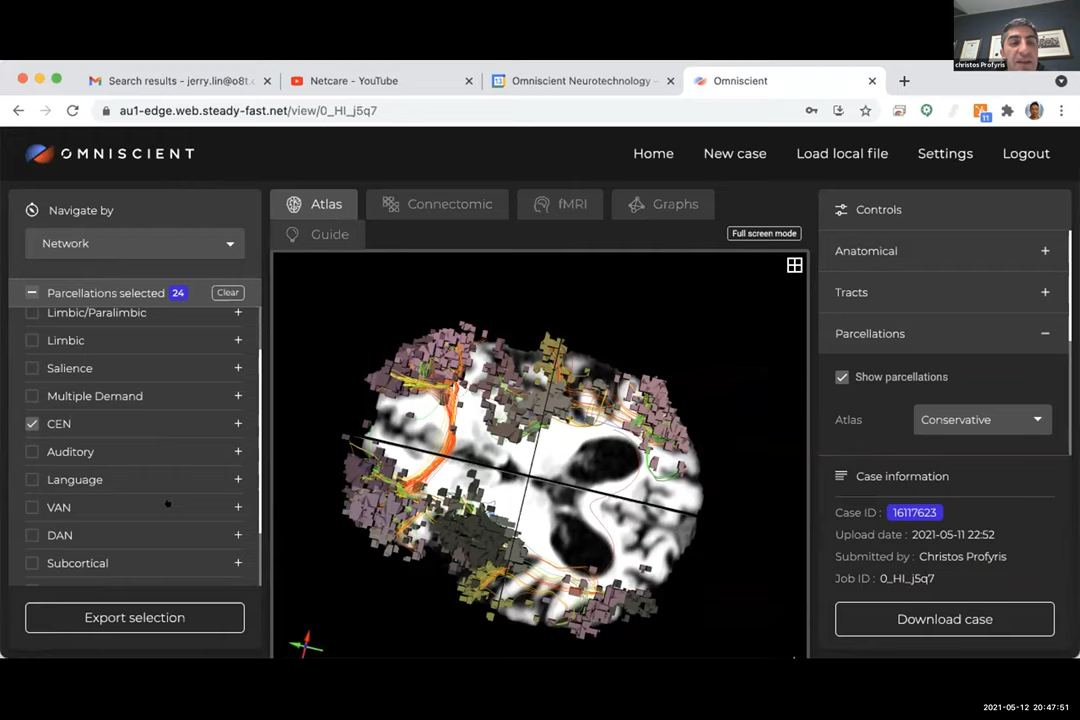 christos Profyris
Search results - jerry.lin@o8t.c
Netcare - YouTube
Omniscient Neurotechnology -
Omniscient
au1-edge.web.steady-fast.net/view/0_HI_j5q7
11
OMNISCIENT
Home
New case
Load local file
Settings
Logout
Navigate by
Network
Parcellations selected 24
Clear
Limbic/Paralimbic
Limbic
Salience
Multiple Demand
CEN
Auditory
Language
VAN
DAN
Subcortical
Export selection
Atlas
Connectomic
fMRI
Graphs
Guide
Full screen mode
Controls
Anatomical
Tracts
Parcellations
Show parcellations
Atlas
Conservative
Case information
Case ID : 16117623
Upload date : 2021-05-11 22:52
Submitted by : Christos Profyris
Job ID : 0_HI_j5q7
Download case
2021-05-12 20:47:51